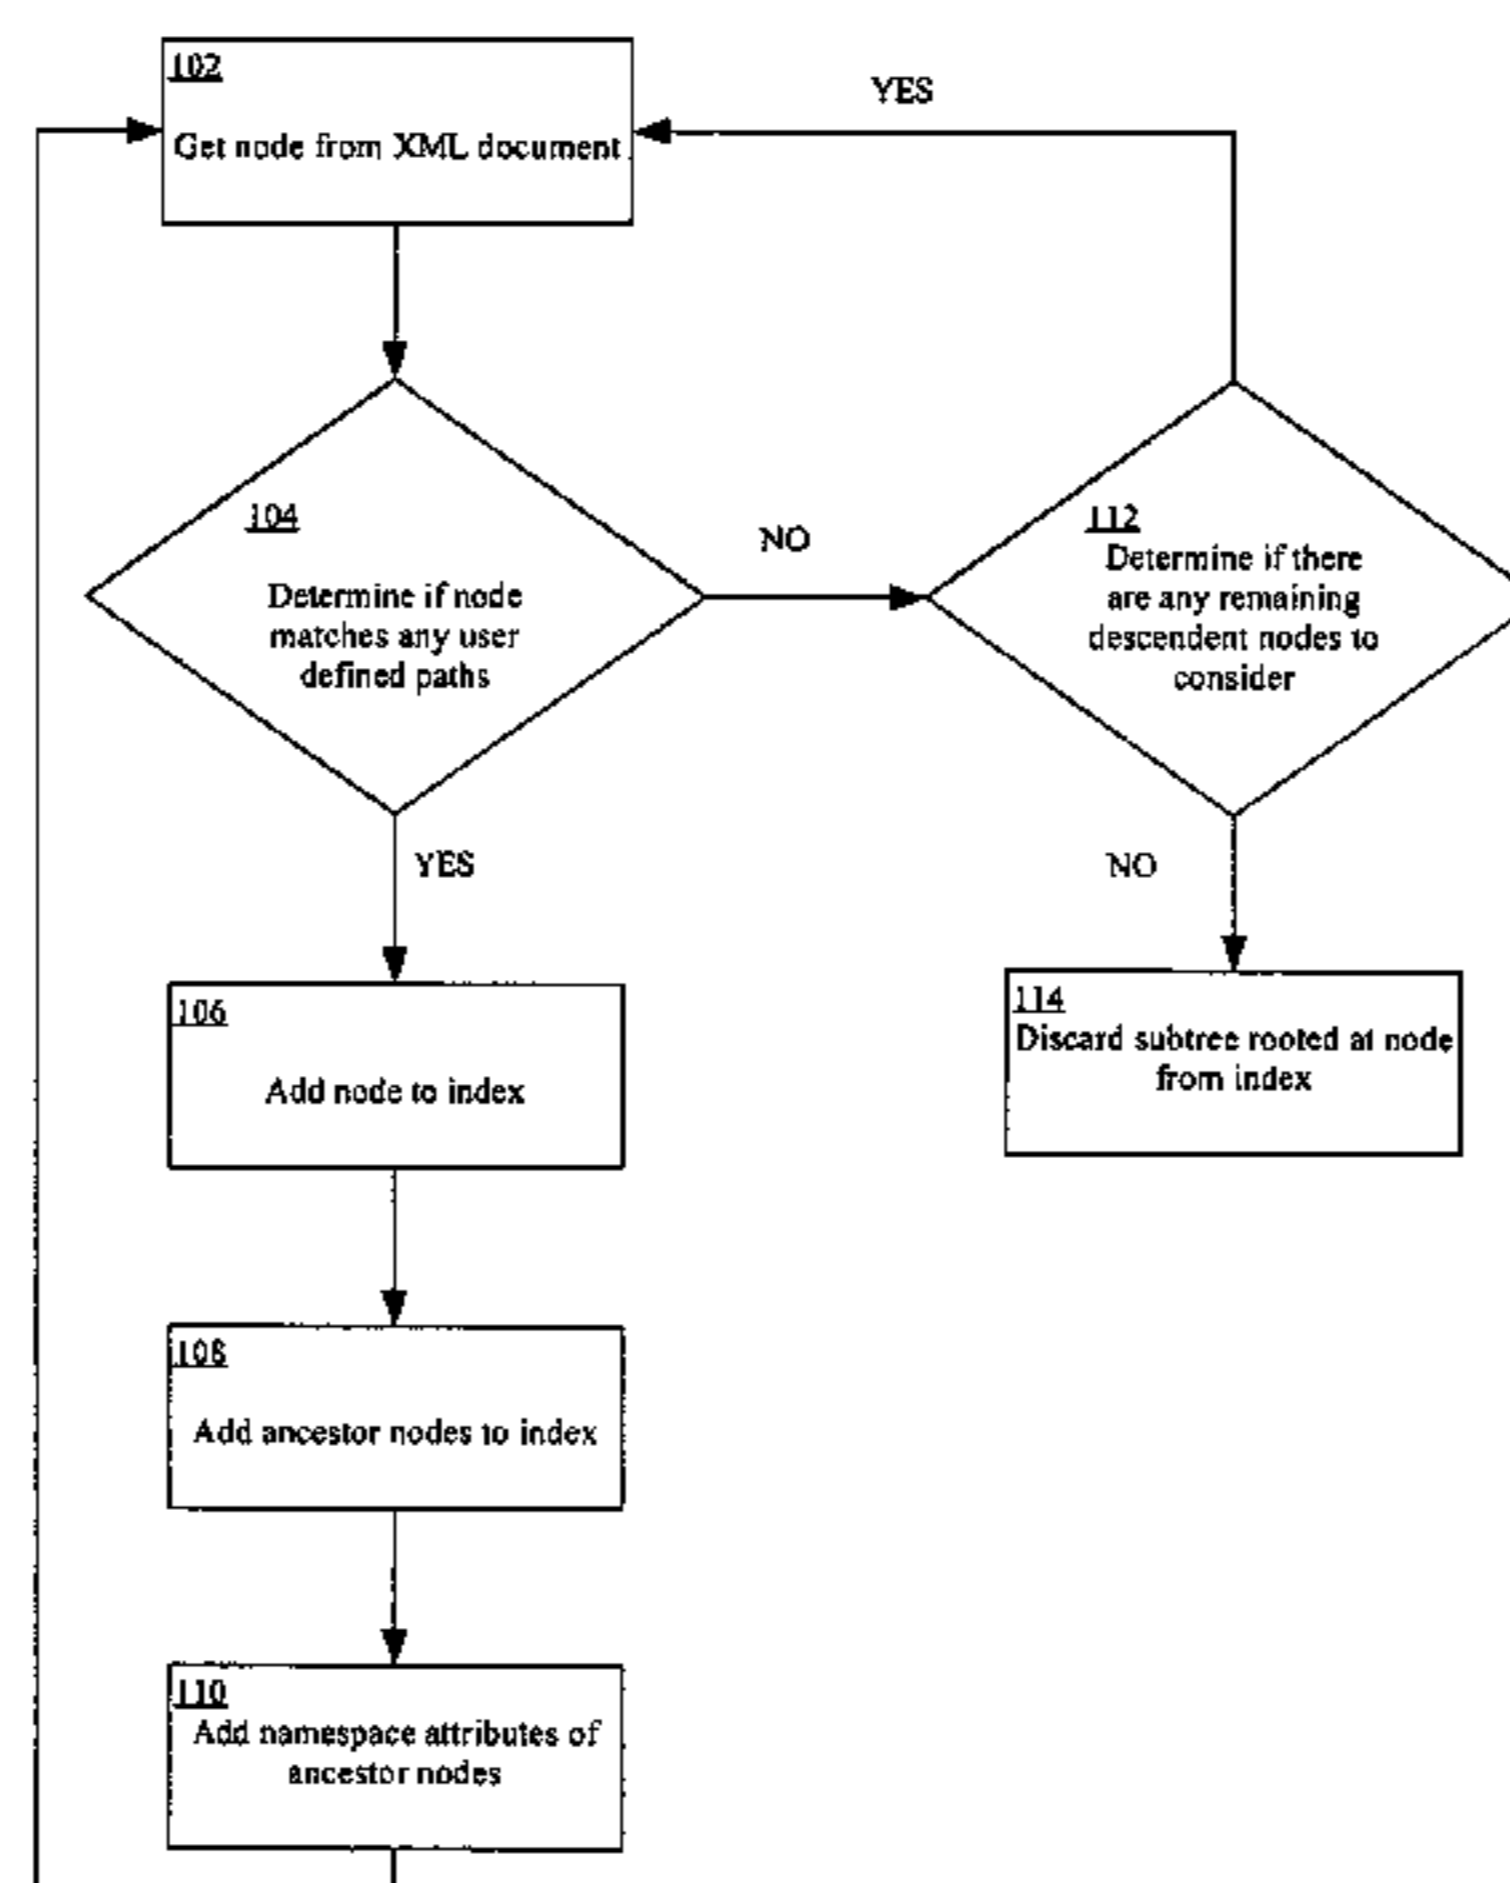 102
Get node from XML document
YES
104
Determine if node
matches any user
defined paths
NO
112
Determine if there
are any remaining
descendent nodes to
consider
YES
NO
106
Add node to index
114
Discard subtree rooted at node
from index
108
Add ancestor nodes to index
110
Add namespace attributes of
ancestor nodes